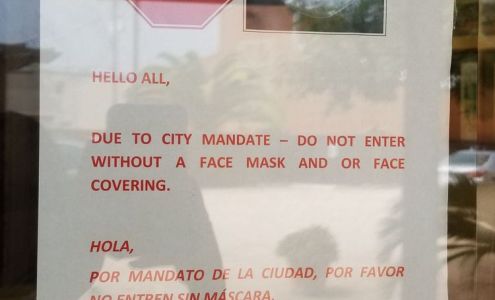 HELLO ALL,
DUE TO CITY MANDATE – DO NOT ENTER
WITHOUT A FACE MASK AND OR FACE
COVERING.
HOLA,
POR MANDATO DE LA CIUDAD, POR FAVOR
NO ENTREN SIN MÁSCARA.